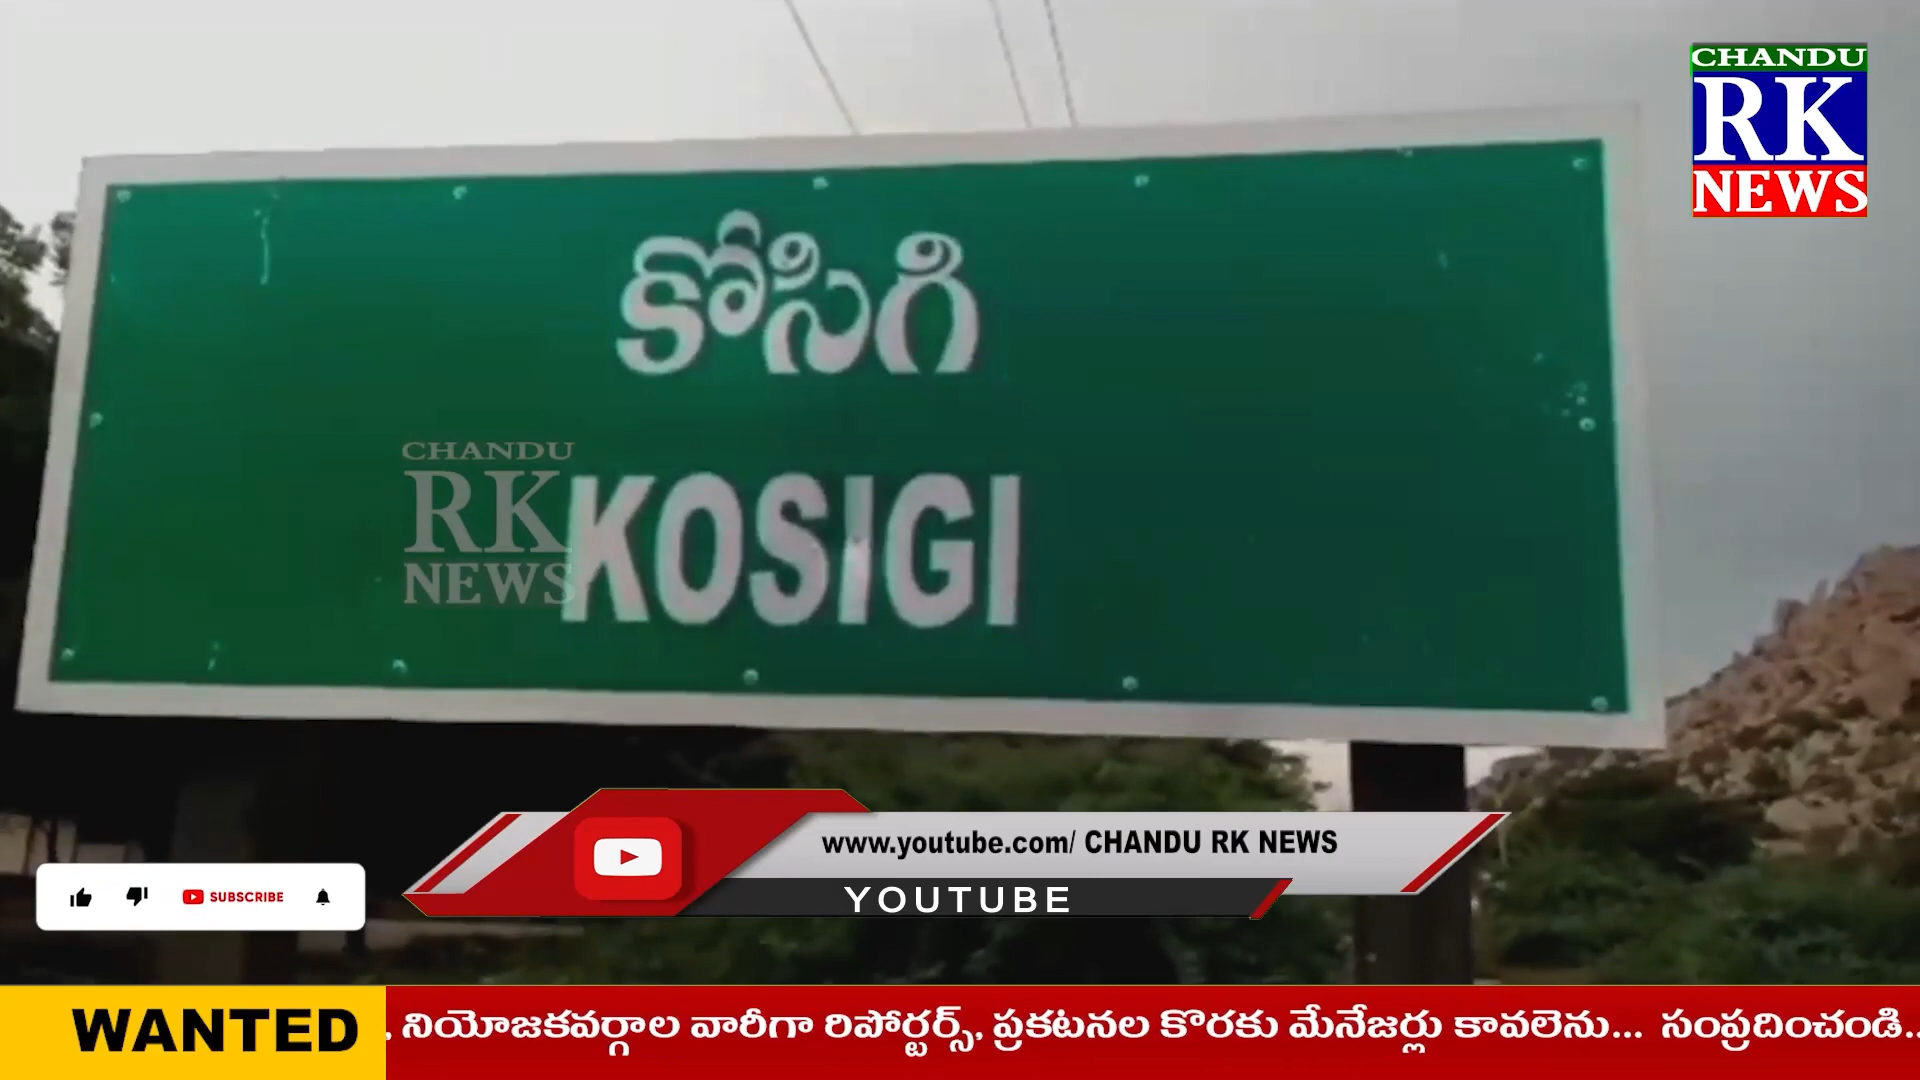 CHANDU
RK
NEWS
కోసిగి
CHANDU
RK
NEWS
KOSIGI
www.youtube.com/ CHANDU RK NEWS
YOUTUBE
SUBSCRIBE
WANTED
, నియోజకవర్గాల వారీగా రిపోర్టర్స్, ప్రకటనల కొరకు మేనేజర్లు కావలెను... సంప్రదించండి..